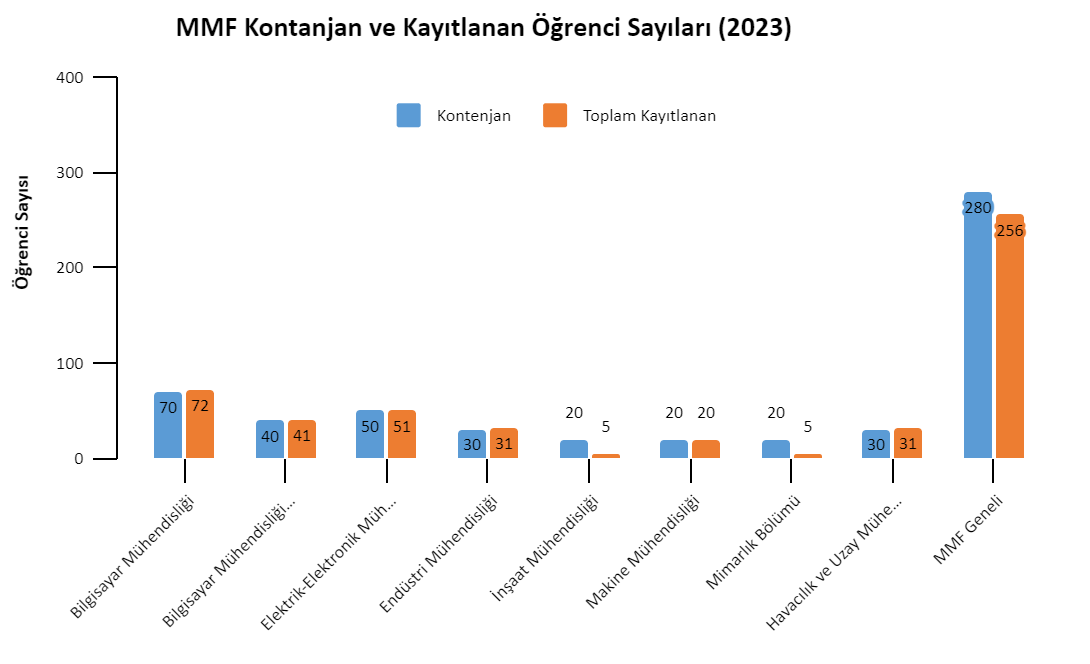 MMF Kontanjan ve Kayıtlanan Öğrenci Sayıları (2023)
Kontenjan
Toplam Kayıtlanan
Öğrenci Sayısı
400
300
200
100
0
70
72
40
41
50
51
30
31
20
5
20
20
20
5
30
31
280
256
Bilgisayar Mühendisliği
Bilgisayar Mühendisliği...
Elektrik-Elektronik Müh...
Endüstri Mühendisliği
İnşaat Mühendisliği
Makine Mühendisliği
Mimarlık Bölümü
Havacılık ve Uzay Mühe...
MMF Geneli